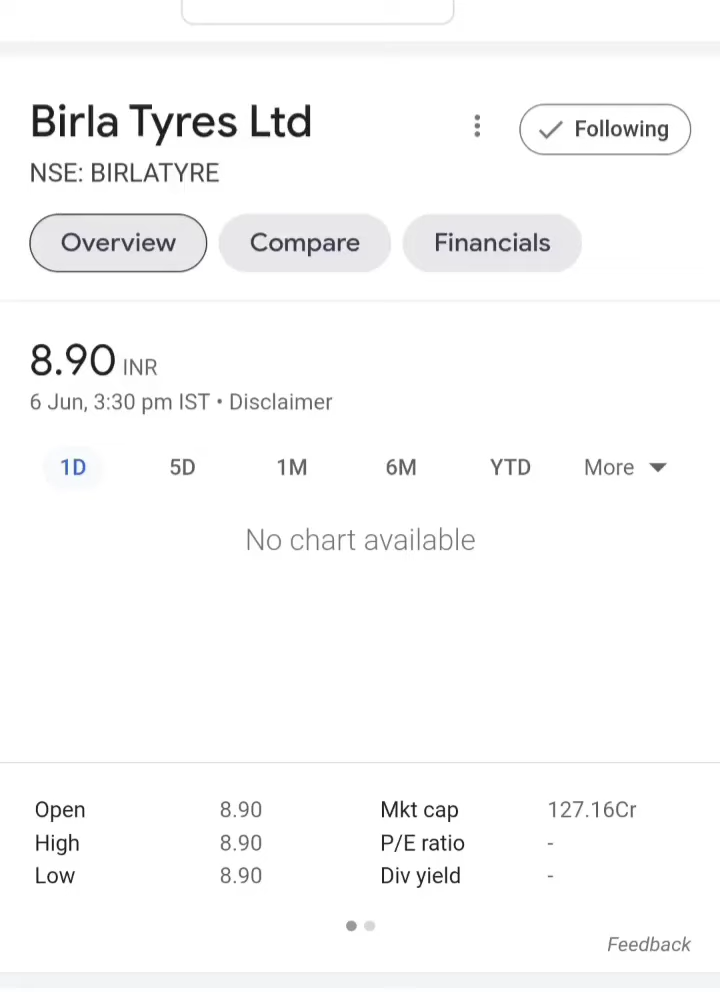 Birla Tyres Ltd
Following
NSE: BIRLATYRE
Overview Compare Financials
8.90 INR
6 Jun, 3:30 pm IST • Disclaimer
1D 5D 1M 6M YTD More
No chart available
Open 8.90 Mkt cap 127.16Cr
High 8.90 P/E ratio -
Low 8.90 Div yield -
Feedback